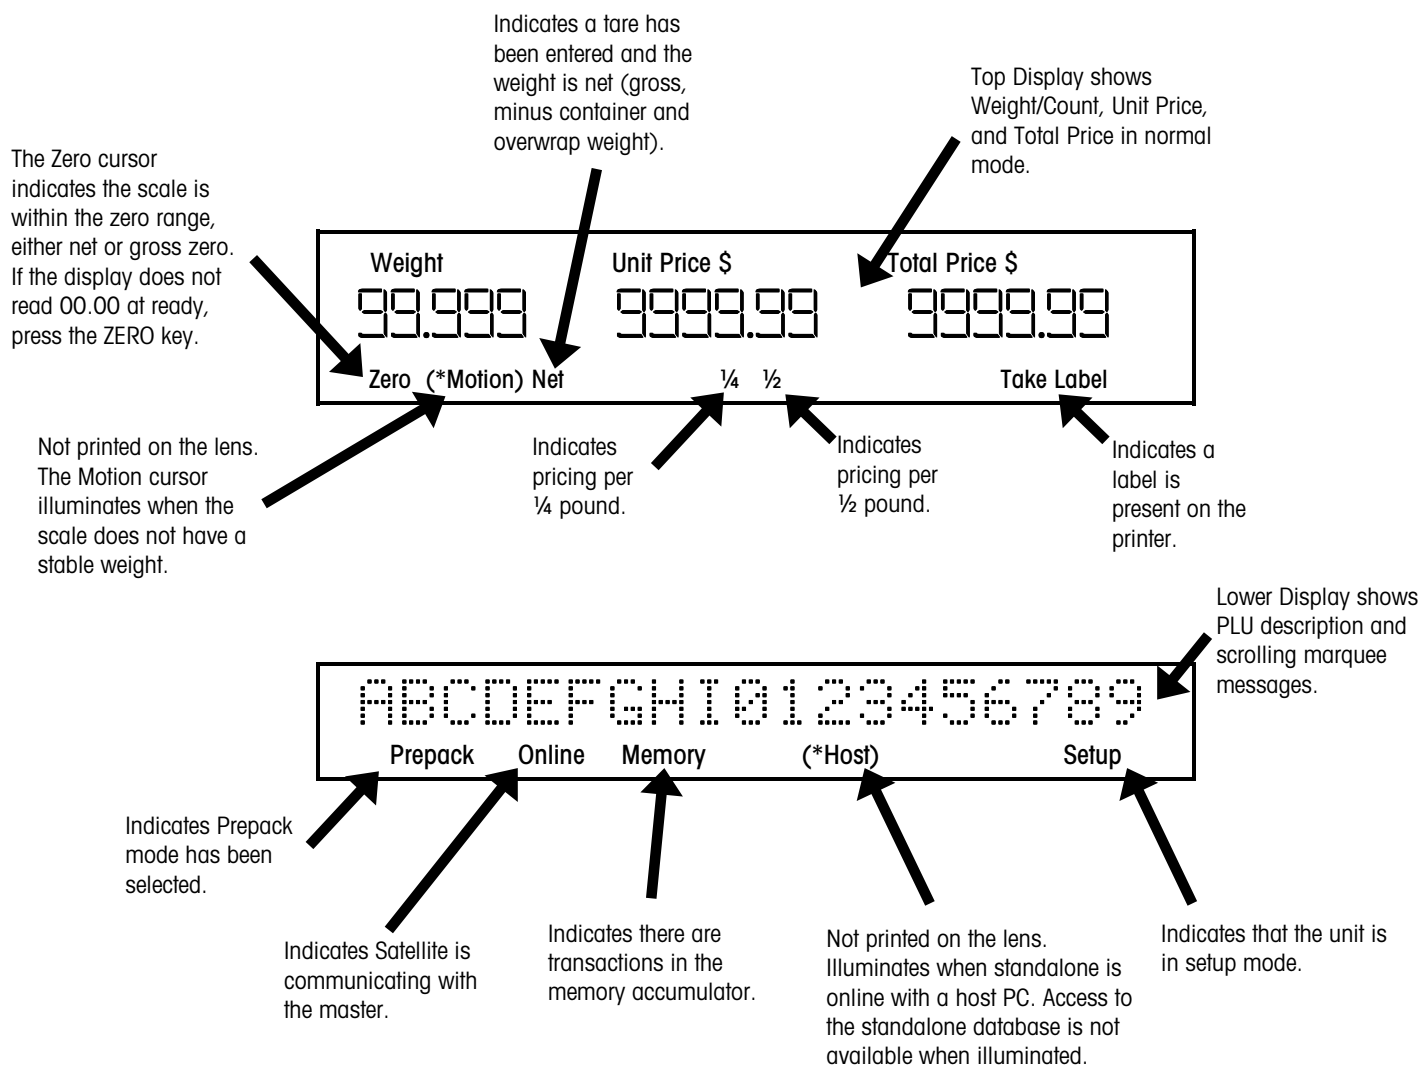 Indicates a tare has
been entered and the
weight is net (gross,
minus container and
overwrap weight).
Top Display shows
Weight/Count, Unit Price,
and Total Price in normal
mode.
The Zero cursor
indicates the scale is
within the zero range,
either net or gross zero.
If the display does not
read 00.00 at ready,
press the ZERO key.
Weight Unit Price $ Total Price $
99.999 9999.99 9999.99
Zero (*Motion) Net ¼ ½ Take Label
Not printed on the lens.
The Motion cursor
illuminates when the
scale does not have a
stable weight.
Indicates
pricing per
¼ pound.
Indicates
pricing per
½ pound.
Indicates a
label is
present on the
printer.
Lower Display shows
PLU description and
scrolling marquee
messages.
ABCDEFGHI0123456789
Prepack Online Memory (*Host) Setup
Indicates Prepack
mode has been
selected.
Indicates Satellite is
communicating with
the master.
Indicates there are
transactions in the
memory accumulator.
Not printed on the lens.
Illuminates when standalone is
online with a host PC. Access to
the standalone database is not
available when illuminated.
Indicates that the unit is
in setup mode.